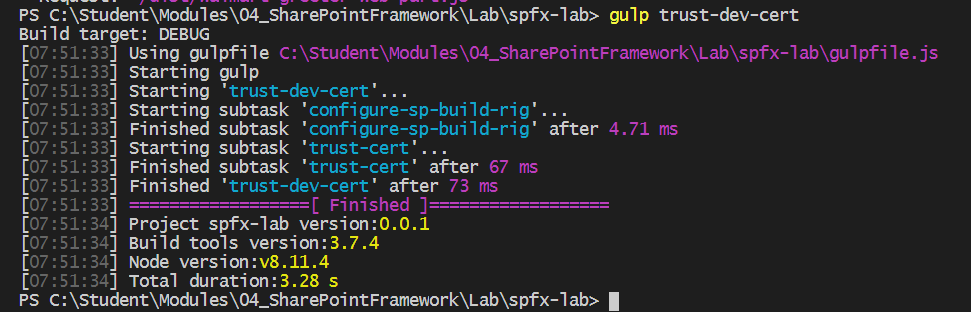 PS C:\Student\Modules\04_SharePointFramework\Lab\spfx-lab> gulp trust-dev-cert
Build target: DEBUG
[07:51:33] Using gulpfile C:\Student\Modules\04_SharePointFramework\Lab\spfx-lab\gulpfile.js
[07:51:33] Starting gulp
[07:51:33] Starting 'trust-dev-cert'...
[07:51:33] Starting subtask 'configure-sp-build-rig'...
[07:51:33] Finished subtask 'configure-sp-build-rig' after 4.71 ms
[07:51:33] Starting subtask 'trust-cert'...
[07:51:33] Finished subtask 'trust-cert' after 67 ms
[07:51:33] Finished 'trust-dev-cert' after 73 ms
[07:51:33] ==================[ Finished ]==================
[07:51:34] Project spfx-lab version:0.0.1
[07:51:34] Build tools version:3.7.4
[07:51:34] Node version:v8.11.4
[07:51:34] Total duration:3.28 s
PS C:\Student\Modules\04_SharePointFramework\Lab\spfx-lab>